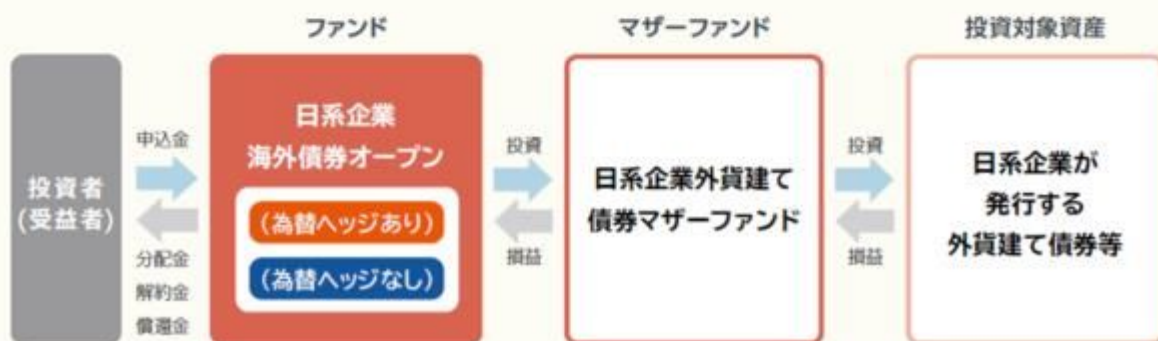 ファンド
マザーファンド
投資対象資産
投資者
(受益者)
申込金
分配金
解約金
償還金
日系企業
海外債券オープン
(為替ヘッジあり)
(為替ヘッジなし)
投資
損益
日系企業外貨建て
債券マザーファンド
投資
損益
日系企業が
発行する
外貨建て債券等